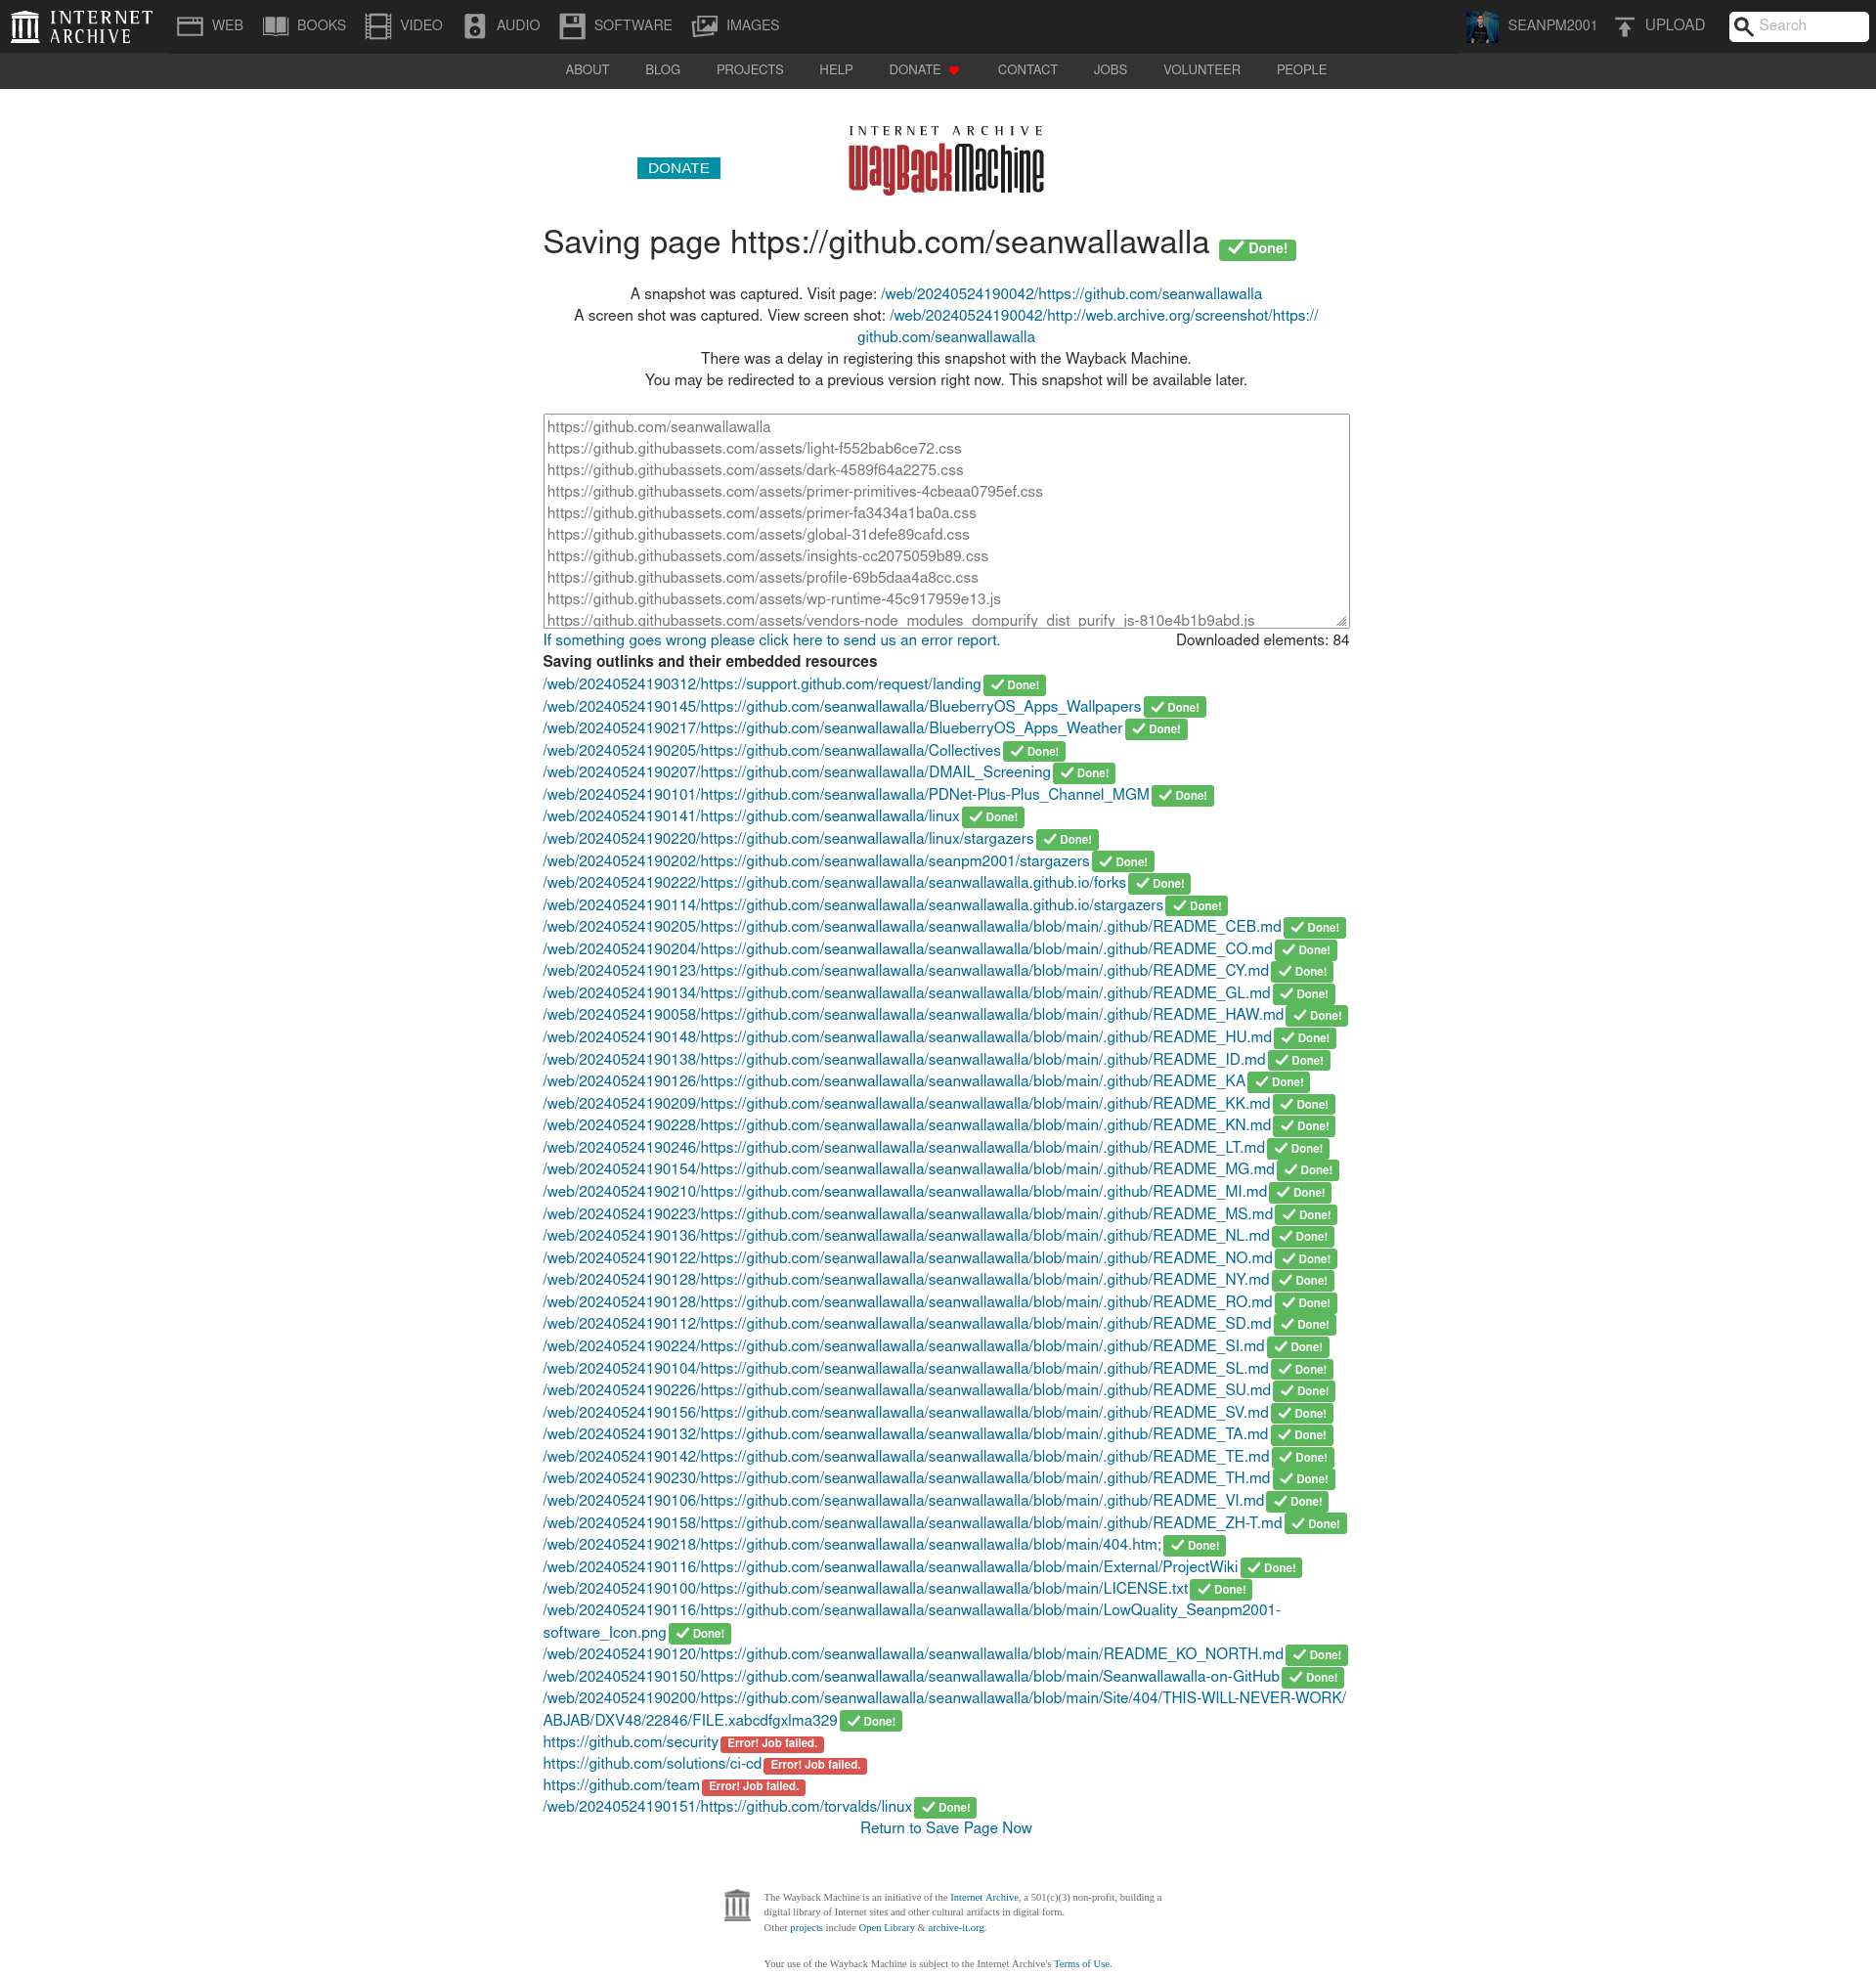 INTERNET ARCHIVE WEB BOOKS VIDEO AUDIO SOFTWARE IMAGES SEANPM2001 UPLOAD Search
ABOUT BLOG PROJECTS HELP DONATE CONTACT JOBS VOLUNTEER PEOPLE
INTERNET ARCHIVE
DONATE WayBackMachine
Saving page https://github.com/seanwallawalla Done!
A snapshot was captured. Visit page: /web/20240524190042/https://github.com/seanwallawalla
A screen shot was captured. View screen shot: /web/20240524190042/http://web.archive.org/screenshot/https://
github.com/seanwallawalla
There was a delay in registering this snapshot with the Wayback Machine.
You may be redirected to a previous version right now. This snapshot will be available later.
https://github.com/seanwallawalla
https://github.githubassets.com/assets/light-f552bab6ce72.css
https://github.githubassets.com/assets/dark-4589f64a2275.css
https://github.githubassets.com/assets/primer-primitives-4cbeaa0795ef.css
https://github.githubassets.com/assets/primer-fa3434a1ba0a.css
https://github.githubassets.com/assets/global-31defe89cafd.css
https://github.githubassets.com/assets/insights-cc2075059b89.css
https://github.githubassets.com/assets/profile-69b5daa4a8cc.css
https://github.githubassets.com/assets/wp-runtime-45c917959e13.js
https://github.githubassets.com/assets/vendors-node_modules_dompurify_dist_purify_js-810e4b1b9abd.js
If something goes wrong please click here to send us an error report. Downloaded elements: 84
Saving outlinks and their embedded resources
/web/20240524190312/https://support.github.com/request/landing Done!
/web/20240524190145/https://github.com/seanwallawalla/BlueberryOS_Apps_Wallpapers Done!
/web/20240524190217/https://github.com/seanwallawalla/BlueberryOS_Apps_Weather Done!
/web/20240524190205/https://github.com/seanwallawalla/Collectives Done!
/web/20240524190207/https://github.com/seanwallawalla/DMAIL_Screening Done!
/web/20240524190101/https://github.com/seanwallawalla/PDNet-Plus-Plus_Channel_MGM Done!
/web/20240524190141/https://github.com/seanwallawalla/linux Done!
/web/20240524190220/https://github.com/seanwallawalla/linux/stargazers Done!
/web/20240524190202/https://github.com/seanwallawalla/seanpm2001/stargazers Done!
/web/20240524190222/https://github.com/seanwallawalla/seanwallawalla.github.io/forks Done!
/web/20240524190114/https://github.com/seanwallawalla/seanwallawalla.github.io/stargazers Done!
/web/20240524190205/https://github.com/seanwallawalla/seanwallawalla/blob/main/.github/README_CEB.md Done!
/web/20240524190204/https://github.com/seanwallawalla/seanwallawalla/blob/main/.github/README_CO.md Done!
/web/20240524190123/https://github.com/seanwallawalla/seanwallawalla/blob/main/.github/README_CY.md Done!
/web/20240524190134/https://github.com/seanwallawalla/seanwallawalla/blob/main/.github/README_GL.md Done!
/web/20240524190058/https://github.com/seanwallawalla/seanwallawalla/blob/main/.github/README_HAW.md Done!
/web/20240524190148/https://github.com/seanwallawalla/seanwallawalla/blob/main/.github/README_HU.md Done!
/web/20240524190138/https://github.com/seanwallawalla/seanwallawalla/blob/main/.github/README_ID.md Done!
/web/20240524190126/https://github.com/seanwallawalla/seanwallawalla/blob/main/.github/README_KA Done!
/web/20240524190209/https://github.com/seanwallawalla/seanwallawalla/blob/main/.github/README_KK.md Done!
/web/20240524190228/https://github.com/seanwallawalla/seanwallawalla/blob/main/.github/README_KN.md Done!
/web/20240524190246/https://github.com/seanwallawalla/seanwallawalla/blob/main/.github/README_LT.md Done!
/web/20240524190154/https://github.com/seanwallawalla/seanwallawalla/blob/main/.github/README_MG.md Done!
/web/20240524190210/https://github.com/seanwallawalla/seanwallawalla/blob/main/.github/README_MI.md Done!
/web/20240524190223/https://github.com/seanwallawalla/seanwallawalla/blob/main/.github/README_MS.md Done!
/web/20240524190136/https://github.com/seanwallawalla/seanwallawalla/blob/main/.github/README_NL.md Done!
/web/20240524190122/https://github.com/seanwallawalla/seanwallawalla/blob/main/.github/README_NO.md Done!
/web/20240524190128/https://github.com/seanwallawalla/seanwallawalla/blob/main/.github/README_NY.md Done!
/web/20240524190128/https://github.com/seanwallawalla/seanwallawalla/blob/main/.github/README_RO.md Done!
/web/20240524190112/https://github.com/seanwallawalla/seanwallawalla/blob/main/.github/README_SD.md Done!
/web/20240524190224/https://github.com/seanwallawalla/seanwallawalla/blob/main/.github/README_SI.md Done!
/web/20240524190104/https://github.com/seanwallawalla/seanwallawalla/blob/main/.github/README_SL.md Done!
/web/20240524190226/https://github.com/seanwallawalla/seanwallawalla/blob/main/.github/README_SU.md Done!
/web/20240524190156/https://github.com/seanwallawalla/seanwallawalla/blob/main/.github/README_SV.md Done!
/web/20240524190132/https://github.com/seanwallawalla/seanwallawalla/blob/main/.github/README_TA.md Done!
/web/20240524190142/https://github.com/seanwallawalla/seanwallawalla/blob/main/.github/README_TE.md Done!
/web/20240524190230/https://github.com/seanwallawalla/seanwallawalla/blob/main/.github/README_TH.md Done!
/web/20240524190106/https://github.com/seanwallawalla/seanwallawalla/blob/main/.github/README_VI.md Done!
/web/20240524190158/https://github.com/seanwallawalla/seanwallawalla/blob/main/.github/README_ZH-T.md Done!
/web/20240524190218/https://github.com/seanwallawalla/seanwallawalla/blob/main/404.htm; Done!
/web/20240524190116/https://github.com/seanwallawalla/seanwallawalla/blob/main/External/ProjectWiki Done!
/web/20240524190100/https://github.com/seanwallawalla/seanwallawalla/blob/main/LICENSE.txt Done!
/web/20240524190116/https://github.com/seanwallawalla/seanwallawalla/blob/main/LowQuality_Seanpm2001-
software_Icon.png Done!
/web/20240524190120/https://github.com/seanwallawalla/seanwallawalla/blob/main/README_KO_NORTH.md Done!
/web/20240524190150/https://github.com/seanwallawalla/seanwallawalla/blob/main/Seanwallawalla-on-GitHub Done!
/web/20240524190200/https://github.com/seanwallawalla/seanwallawalla/blob/main/Site/404/THIS-WILL-NEVER-WORK/
ABJAB/DXV48/22846/FILE.xabcdfgxlma329 Done!
https://github.com/security Error! Job failed.
https://github.com/solutions/ci-cd Error! Job failed.
https://github.com/team Error! Job failed.
/web/20240524190151/https://github.com/torvalds/linux Done!
Return to Save Page Now
The Wayback Machine is an initiative of the Internet Archive, a 501(c)(3) non-profit, building a
digital library of Internet sites and other cultural artifacts in digital form.
Other projects include Open Library & archive-it.org.
Your use of the Wayback Machine is subject to the Internet Archive's Terms of Use.